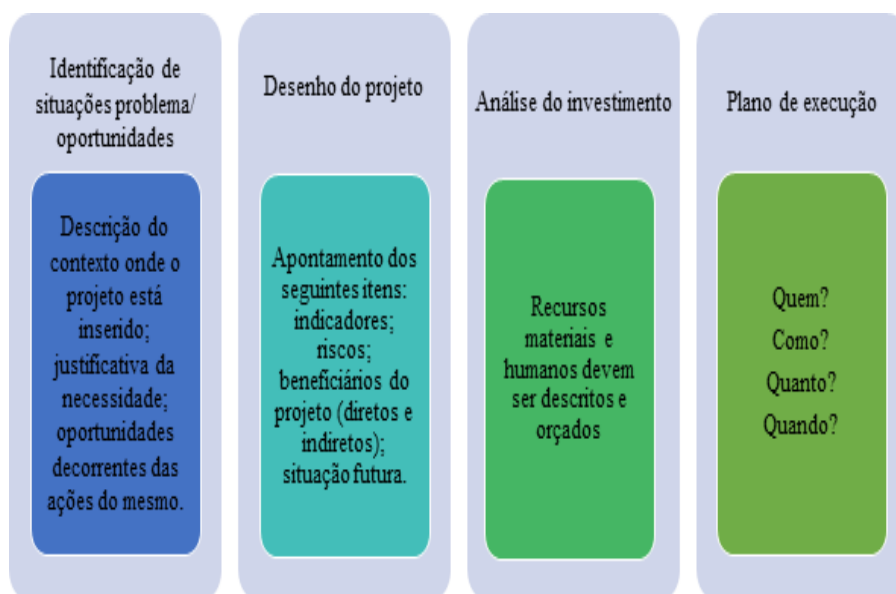 Identificação de
situações problema/
oportunidades
Descrição do
contexto onde o
projeto está
inserido;
justificativa da
necessidade;
oportunidades
decorrentes das
ações do mesmo.
Desenho do projeto
Apontamento dos
seguintes itens:
indicadores;
riscos;
beneficiários do
projeto (diretos e
indiretos);
situação futura.
Análise do investimento
Recursos
materiais e
humanos devem
ser descritos e
orçados
Plano de execução
Quem?
Como?
Quanto?
Quando?